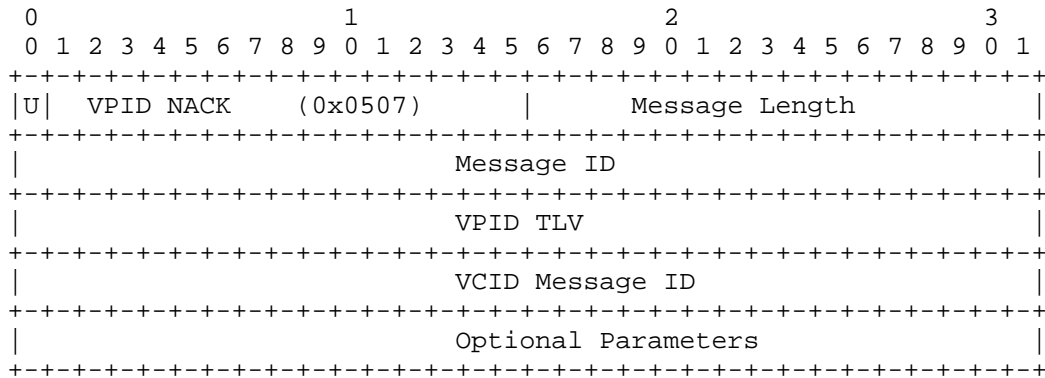 0                   1                   2                   3
 0 1 2 3 4 5 6 7 8 9 0 1 2 3 4 5 6 7 8 9 0 1 2 3 4 5 6 7 8 9 0 1
+-+-+-+-+-+-+-+-+-+-+-+-+-+-+-+-+-+-+-+-+-+-+-+-+-+-+-+-+-+-+-+-+
|U|  VPID NACK    (0x0507)      |      Message Length           |
+-+-+-+-+-+-+-+-+-+-+-+-+-+-+-+-+-+-+-+-+-+-+-+-+-+-+-+-+-+-+-+-+
|                           Message ID                          |
+-+-+-+-+-+-+-+-+-+-+-+-+-+-+-+-+-+-+-+-+-+-+-+-+-+-+-+-+-+-+-+-+
|                           VPID TLV                            |
+-+-+-+-+-+-+-+-+-+-+-+-+-+-+-+-+-+-+-+-+-+-+-+-+-+-+-+-+-+-+-+-+
|                           VCID Message ID                     |
+-+-+-+-+-+-+-+-+-+-+-+-+-+-+-+-+-+-+-+-+-+-+-+-+-+-+-+-+-+-+-+-+
|                           Optional Parameters                 |
+-+-+-+-+-+-+-+-+-+-+-+-+-+-+-+-+-+-+-+-+-+-+-+-+-+-+-+-+-+-+-+-+